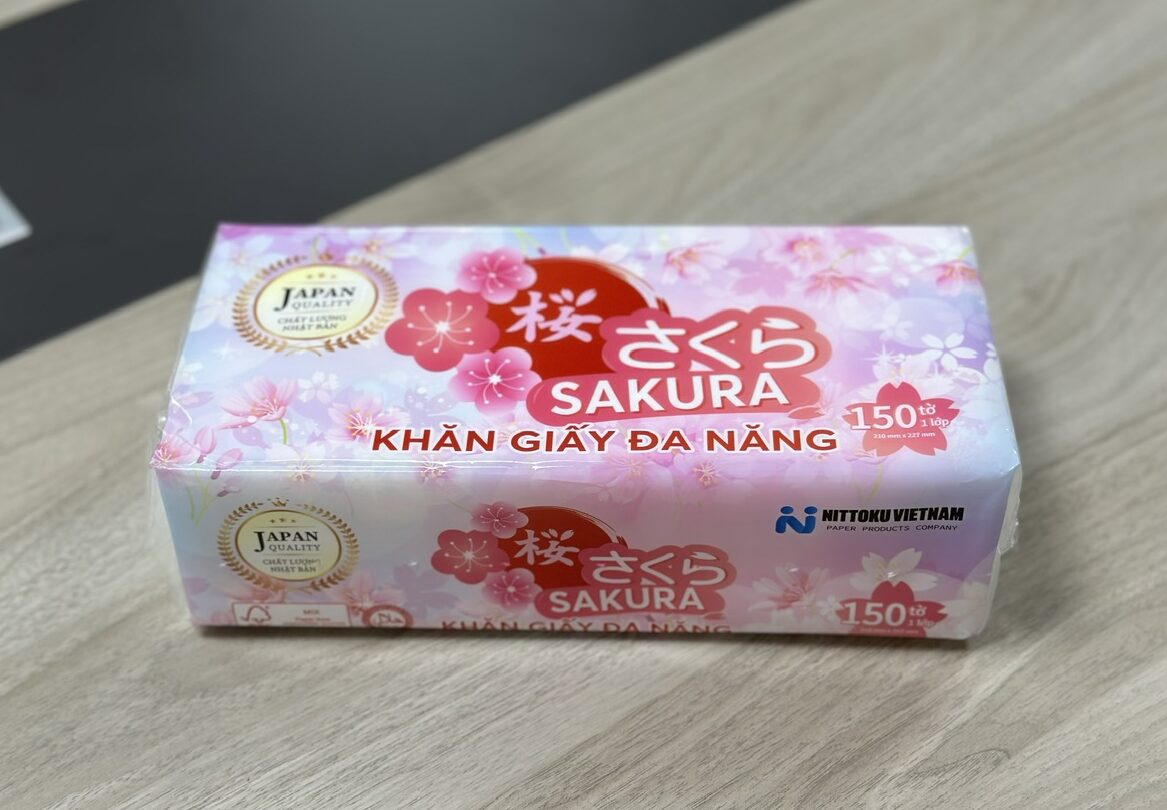 JAPAN
QUALITY
CHẤT LƯỢNG
NHẬT BẢN
桜
さくら
SAKURA
KHĂN GIẤY ĐA NĂNG
150 tờ
1 lớp
210 mm x 227 mm
JAPAN
QUALITY
CHẤT LƯỢNG
NHẬT BẢN
桜
さくら
SAKURA
KHĂN GIẤY ĐA NĂNG
NITTOKU VIETNAM
PAPER PRODUCTS COMPANY
150 tờ
1 lớp
FSC
MIX